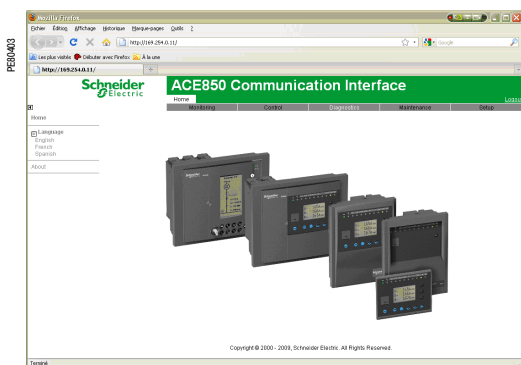 PE80403
Mozilla Firefox
Fichier Édition Affichage Historique Marque-pages Outils ?
http://169.254.0.11/
Google
Les plus visités Débuter avec Firefox À la une
http://169.254.0.11/
Schneider Electric
ACE850 Communication Interface
Home
Logout
Monitoring Control Diagnostics Maintenance Setup
Home
Language
English
French
Spanish
About
Copyright © 2000 - 2009, Schneider Electric. All Rights Reserved.
Terminé